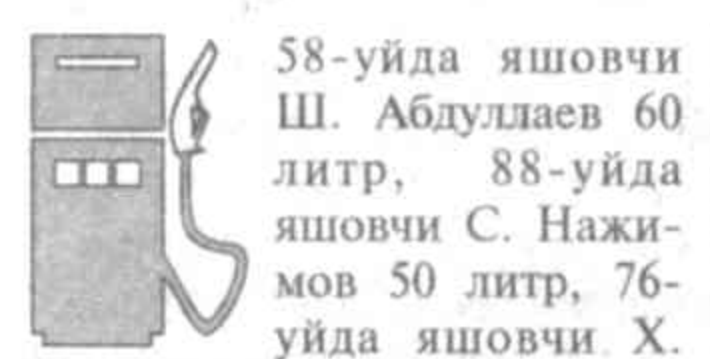 58-уйда яшовчи
Ш. Абдуллаев 60
литр, 88-уйда
яшовчи С. Нажи-
мов 50 литр, 76-
уйда яшовчи Х.